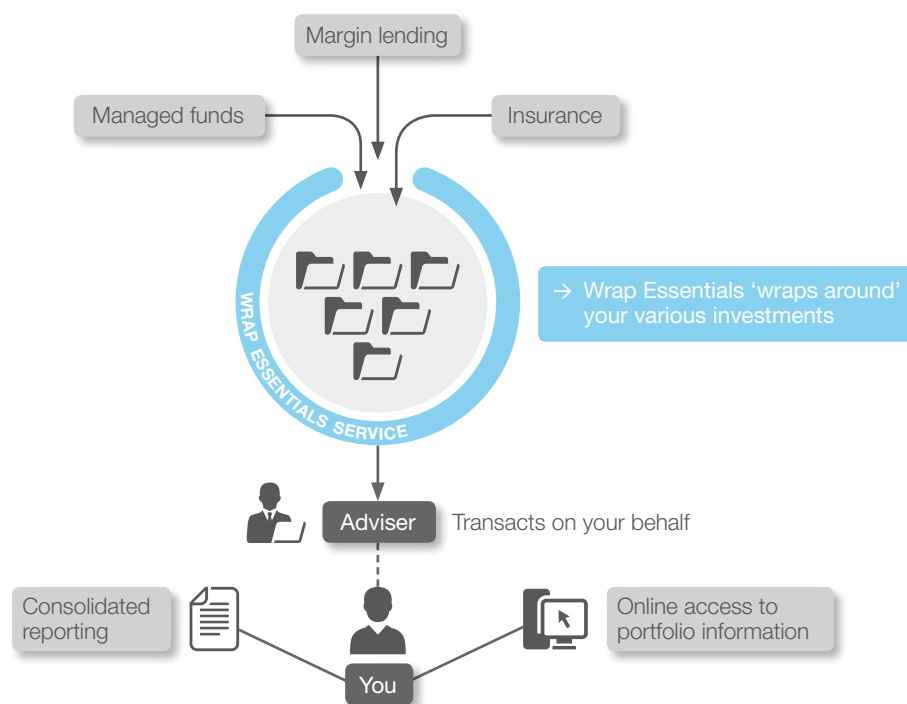 Margin lending
Managed funds
Insurance
WRAP ESSENTIALS SERVICE
→ Wrap Essentials ‘wraps around’
your various investments
Adviser
Transacts on your behalf
Consolidated
reporting
Online access to
portfolio information
You